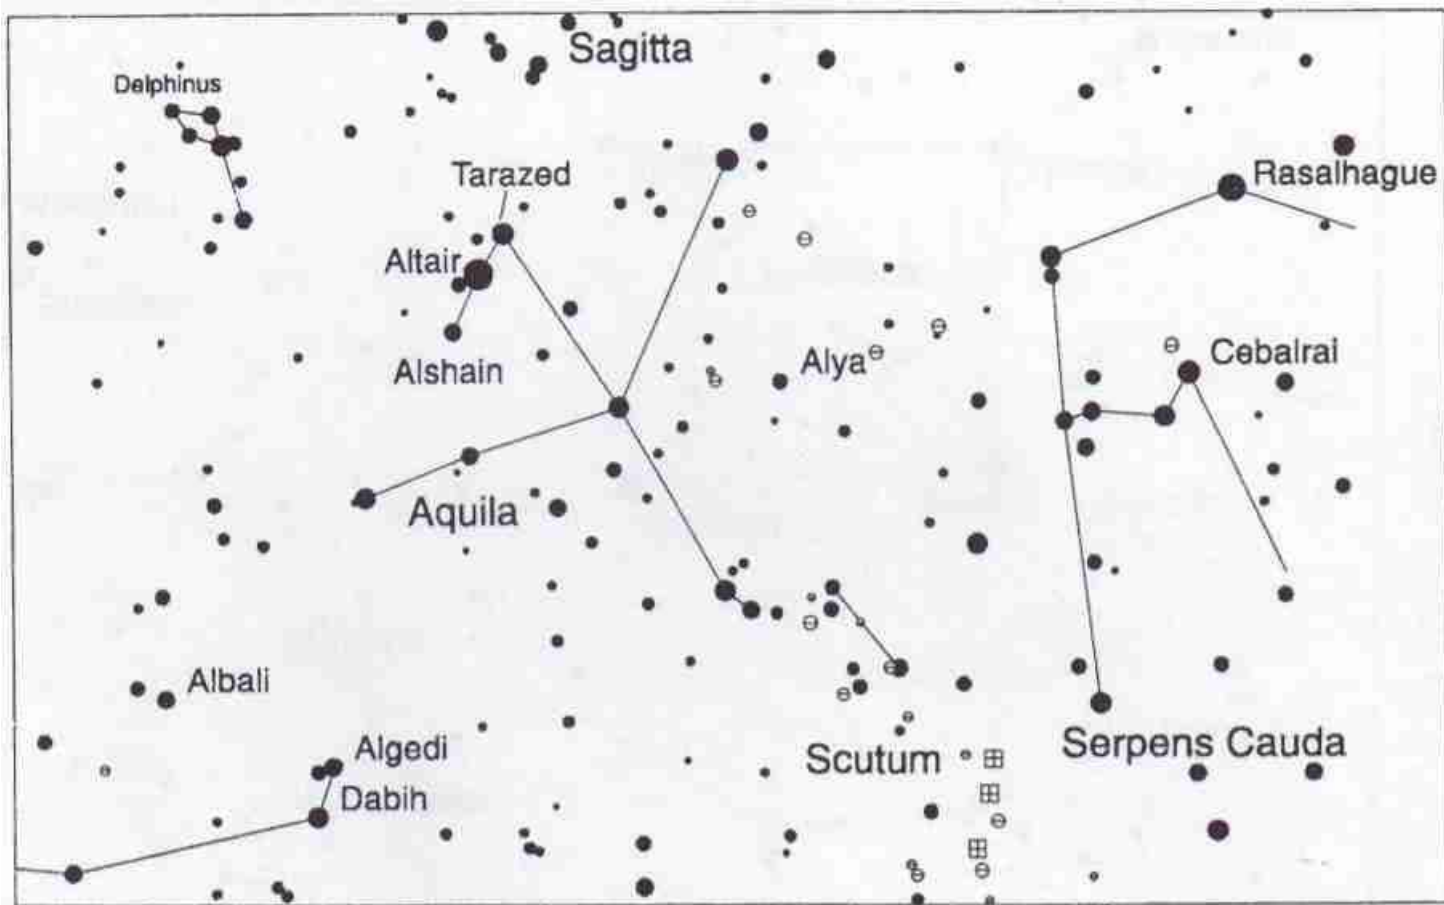 Sagitta
Delphinus
Tarazed
Rasalhague
Altair
Alshain
Alya
Cebalrai
Aquila
Albali
Algedi
Scutum
Serpens Cauda
Dabih